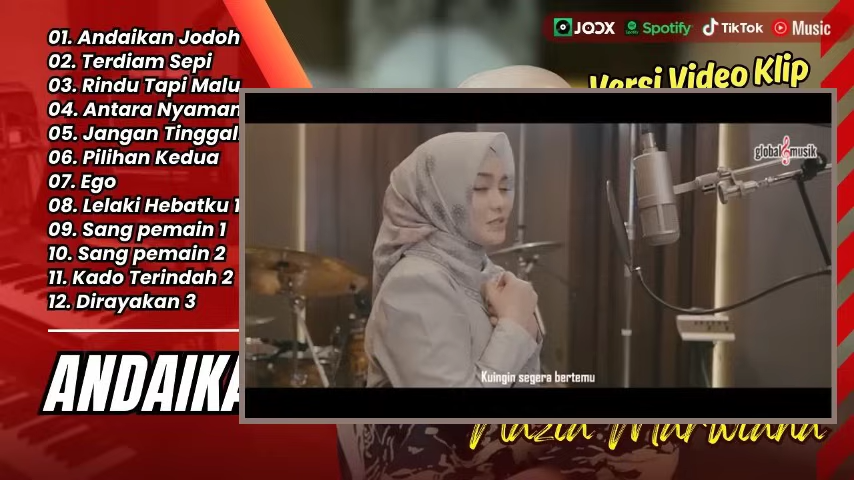 01. Andaikan Jodoh
02. Terdiam Sepi
03. Rindu Tapi Malu
04. Antara Nyaman
05. Jangan Tinggal
06. Pilihan Kedua
07. Ego
08. Lelaki Hebatku 1
09. Sang pemain 1
10. Sang pemain 2
11. Kado Terindah 2
12. Dirayakan 3
ANDAIKA
JOOX Spotify TikTok Music
Versi Video Klip
global musik
Kuingin segera bertemu
Nazia Marwiana